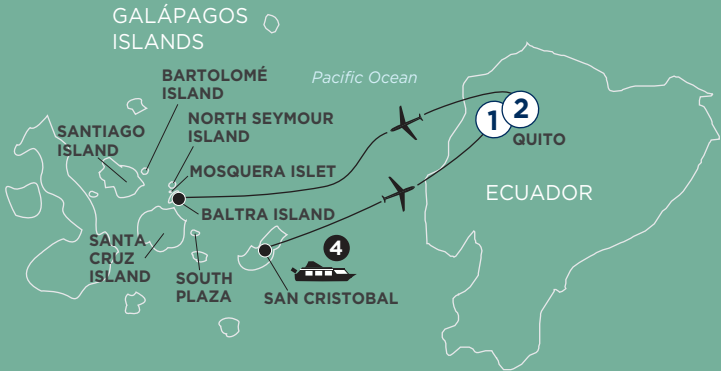 GALÁPAGOS
ISLANDS
BARTOLOMÉ
ISLAND
Pacific Ocean
NORTH SEYMOUR
ISLAND
SANTIAGO
ISLAND
MOSQUERA ISLET
BALTRA ISLAND
SANTA
CRUZ
ISLAND
SOUTH
PLAZA
4
SAN CRISTOBAL
1
2
QUITO
ECUADOR